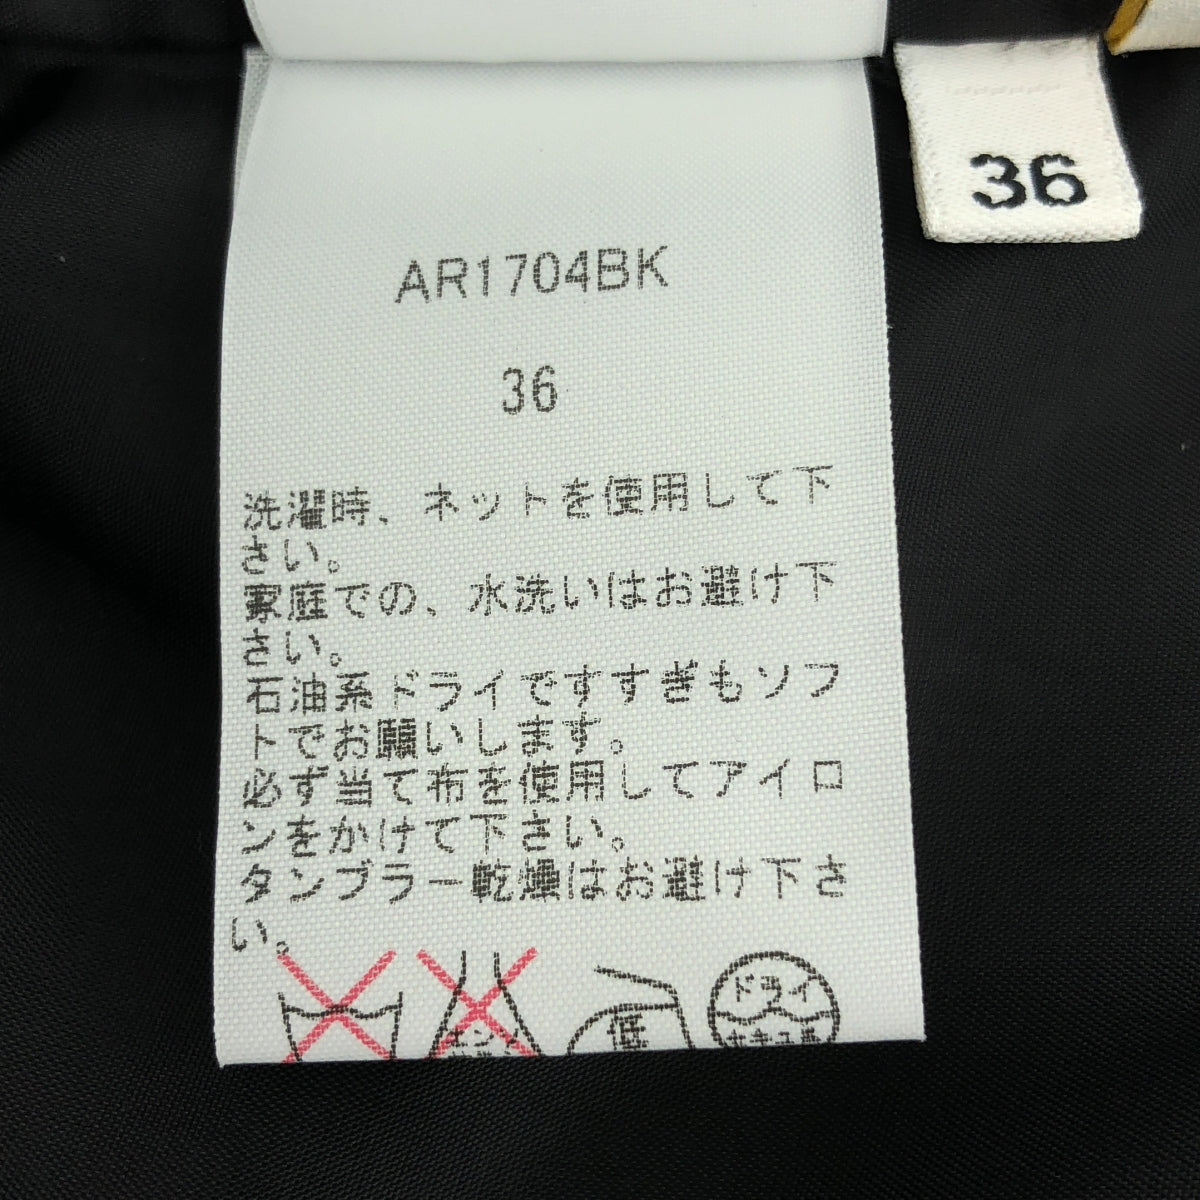 36
AR1704BK
36
洗濯時、ネットを使用して下
さい。
家庭での、水洗いはお避け下
さい。
石油系ドライですすぎもソフ
トでお願いします。
必ず当て布を使用してアイロ
ンをかけて下さい。
タンブラー乾燥はお避け下さ
い。
低
ドライ